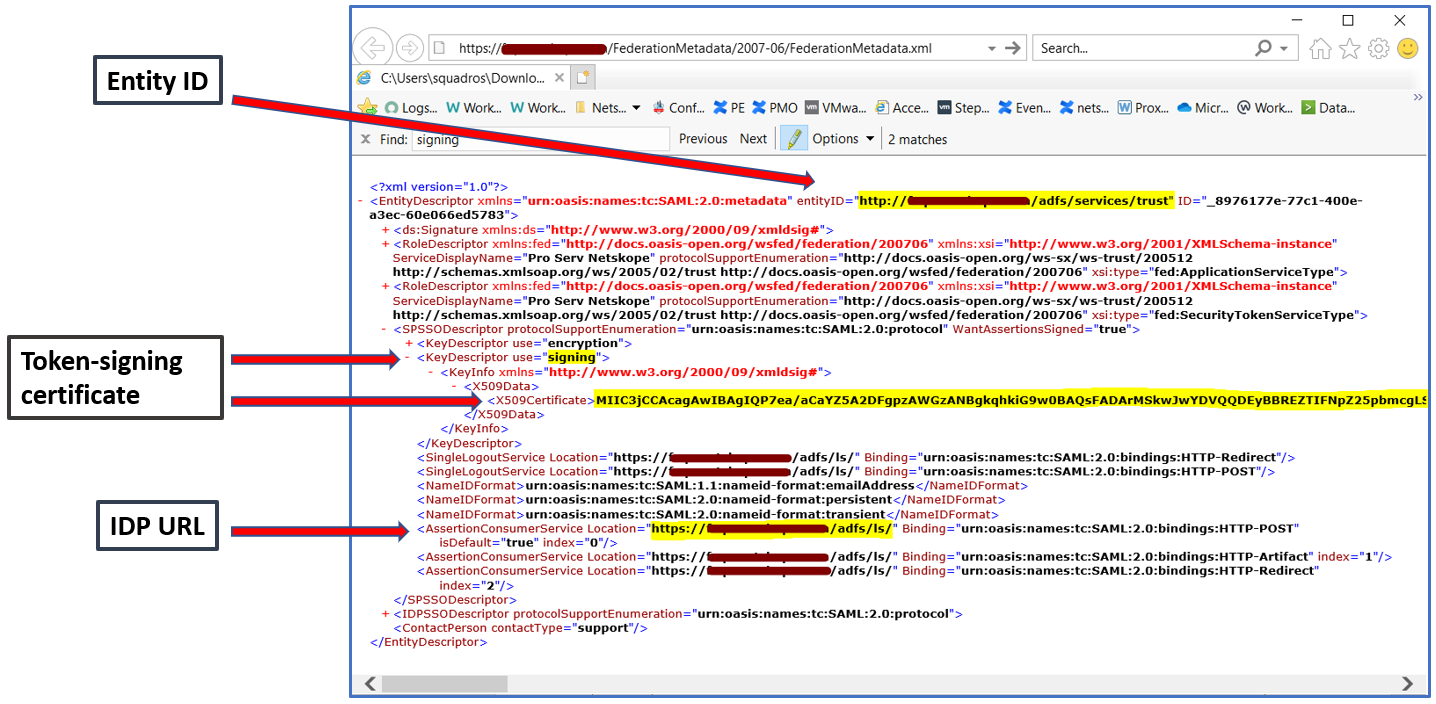 Entity ID
Token-signing
certificate
IDP URL
https:// /FederationMetadata/2007-06/FederationMetadata.xml
Search...
C:\Users\squadros\Downlo...
Logs... Work... Work... Nets... Conf... PE PMO VMwa... Acce... Step... Even... nets... Prox... Micr... Work... Data... »
x Find: signing Previous Next Options 2 matches
<?xml version="1.0"?>
- <EntityDescriptor xmlns="urn:oasis:names:tc:SAML:2.0:metadata" entityID="http:// /adfs/services/trust" ID="_8976177e-77c1-400e-
a3ec-60e066ed5783">
+ <ds:Signature xmlns:ds="http://www.w3.org/2000/09/xmldsig#">
+ <RoleDescriptor xmlns:fed="http://docs.oasis-open.org/wsfed/federation/200706" xmlns:xsi="http://www.w3.org/2001/XMLSchema-instance"
ServiceDisplayName="Pro Serv Netskope" protocolSupportEnumeration="http://docs.oasis-open.org/ws-sx/ws-trust/200512
http://schemas.xmlsoap.org/ws/2005/02/trust http://docs.oasis-open.org/wsfed/federation/200706" xsi:type="fed:ApplicationServiceType">
+ <RoleDescriptor xmlns:fed="http://docs.oasis-open.org/wsfed/federation/200706" xmlns:xsi="http://www.w3.org/2001/XMLSchema-instance"
ServiceDisplayName="Pro Serv Netskope" protocolSupportEnumeration="http://docs.oasis-open.org/ws-sx/ws-trust/200512
http://schemas.xmlsoap.org/ws/2005/02/trust http://docs.oasis-open.org/wsfed/federation/200706" xsi:type="fed:SecurityTokenServiceType">
- <SPSSODescriptor protocolSupportEnumeration="urn:oasis:names:tc:SAML:2.0:protocol" WantAssertionsSigned="true">
+ <KeyDescriptor use="encryption">
- <KeyDescriptor use="signing">
- <KeyInfo xmlns="http://www.w3.org/2000/09/xmldsig#">
- <X509Data>
<X509Certificate>MIIC3jCCAcagAwIBAgIQP7ea/aCaYZ5A2DFgpzAWGzANBgkqhkiG9w0BAQsFADArMSkwJwYDVQQDEyBBREZTIFNpZ25pbmcgLS
</X509Data>
</KeyInfo>
</KeyDescriptor>
<SingleLogoutService Location="https:// /adfs/ls/" Binding="urn:oasis:names:tc:SAML:2.0:bindings:HTTP-Redirect"/>
<SingleLogoutService Location="https:// /adfs/ls/" Binding="urn:oasis:names:tc:SAML:2.0:bindings:HTTP-POST"/>
<NameIDFormat>urn:oasis:names:tc:SAML:1.1:nameid-format:emailAddress</NameIDFormat>
<NameIDFormat>urn:oasis:names:tc:SAML:2.0:nameid-format:persistent</NameIDFormat>
<NameIDFormat>urn:oasis:names:tc:SAML:2.0:nameid-format:transient</NameIDFormat>
<AssertionConsumerService Location="https:// /adfs/ls/" Binding="urn:oasis:names:tc:SAML:2.0:bindings:HTTP-POST"
isDefault="true" index="0"/>
<AssertionConsumerService Location="https:// /adfs/ls/" Binding="urn:oasis:names:tc:SAML:2.0:bindings:HTTP-Artifact" index="1"/>
<AssertionConsumerService Location="https:// /adfs/ls/" Binding="urn:oasis:names:tc:SAML:2.0:bindings:HTTP-Redirect"
index="2"/>
</SPSSODescriptor>
+ <IDPSSODescriptor protocolSupportEnumeration="urn:oasis:names:tc:SAML:2.0:protocol">
<ContactPerson contactType="support"/>
</EntityDescriptor>